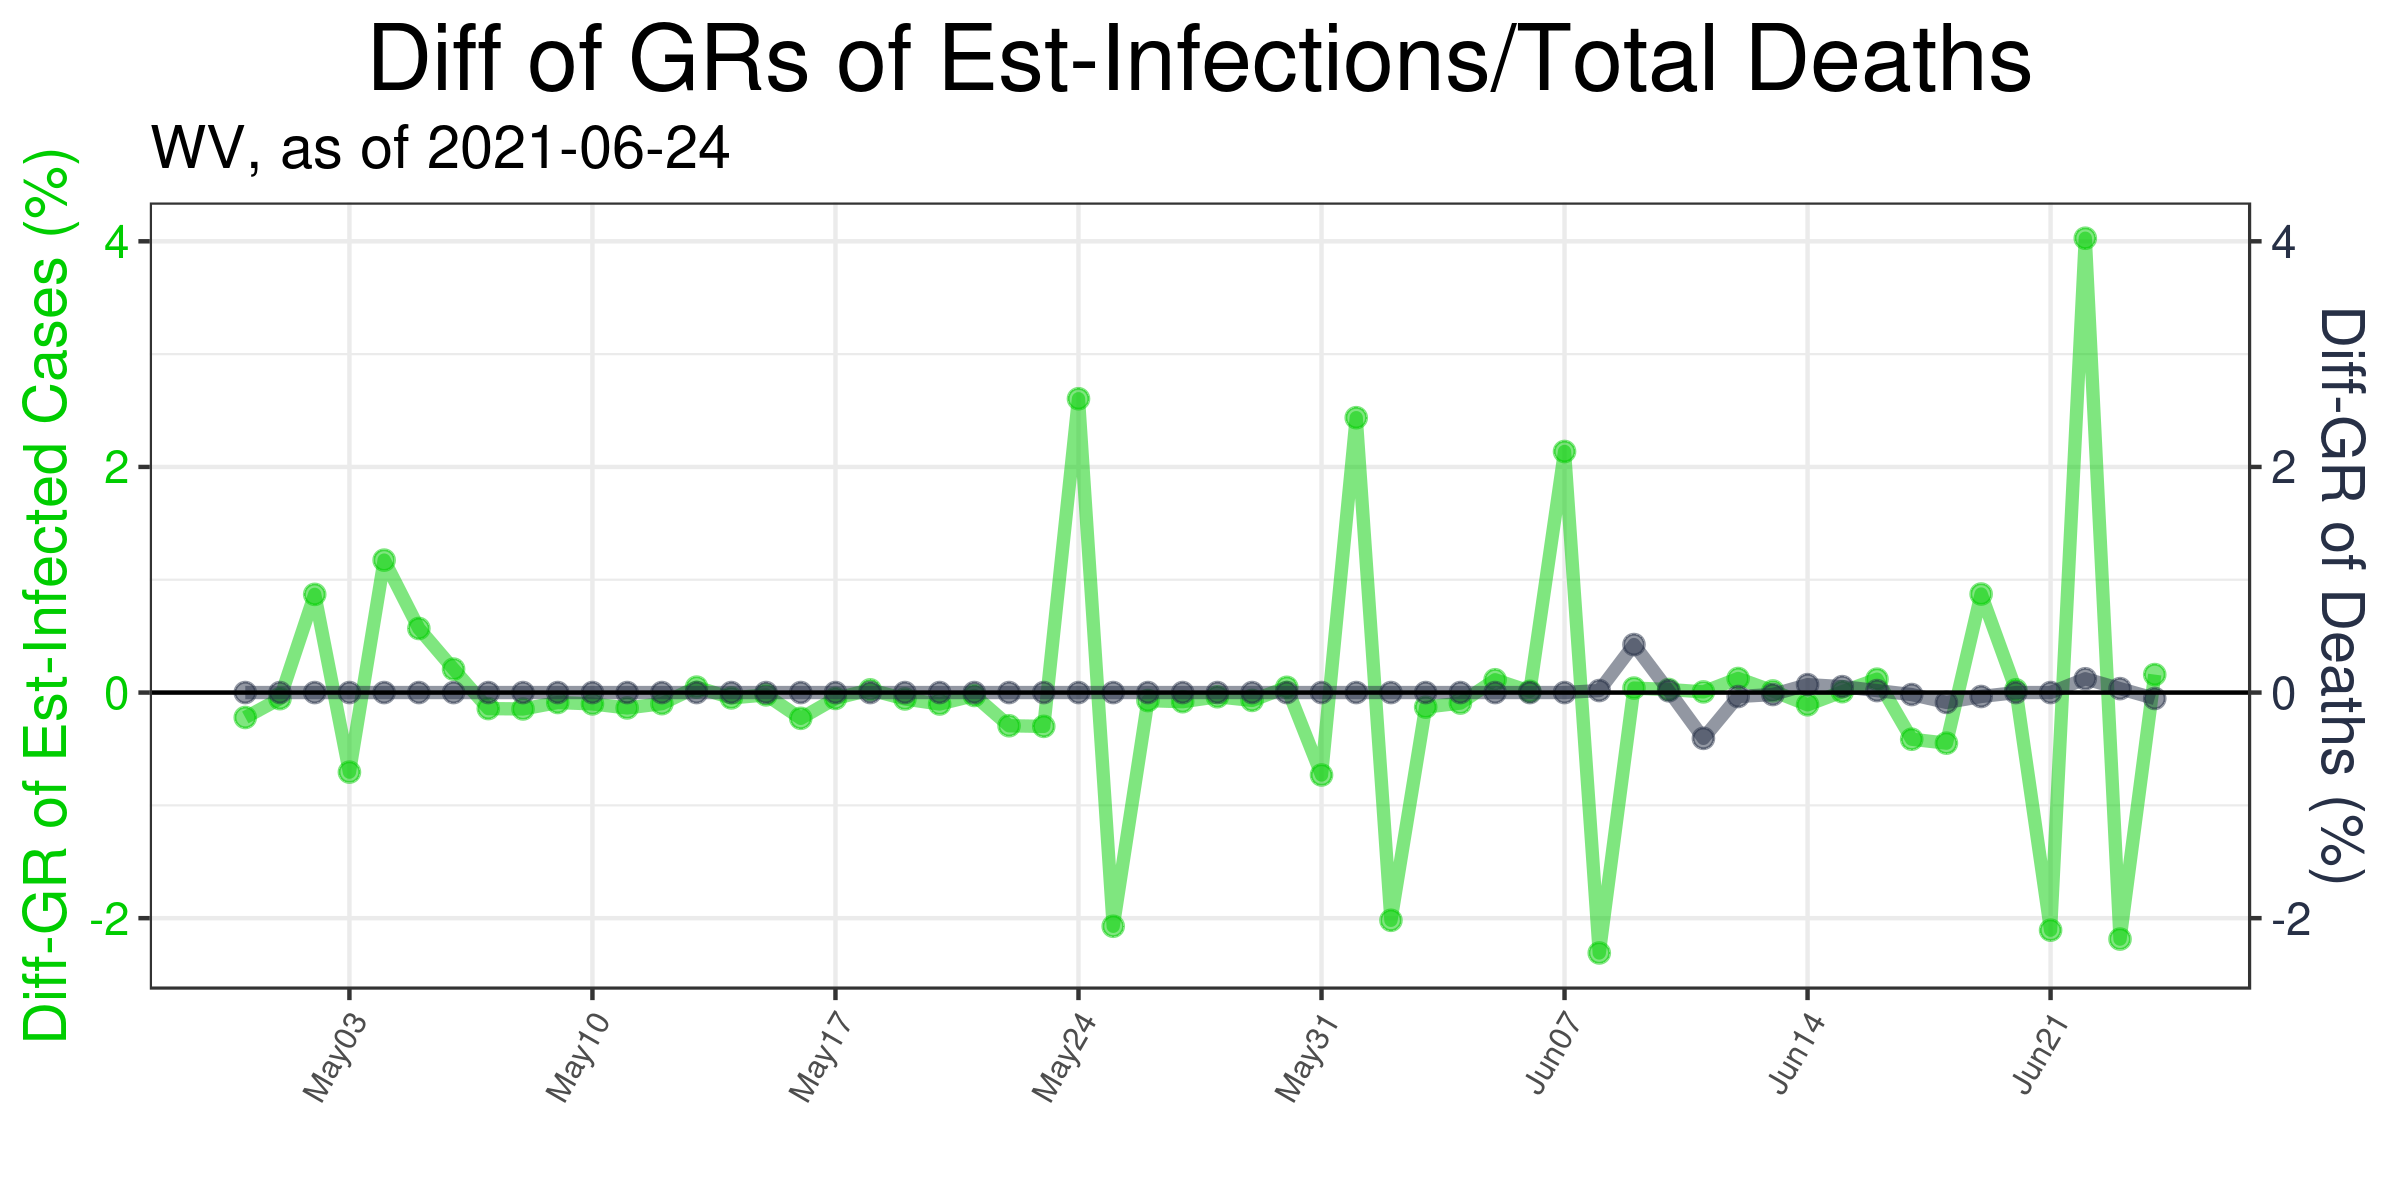 Diff of GRs of Est-Infections/Total Deaths
WV, as of 2021-06-24
Diff-GR of Est-Infected Cases (%)
4
2
0
-2
4
2
0
-2
Diff-GR of Deaths (%)
May03
May10
May17
May24
May31
Jun07
Jun14
Jun21